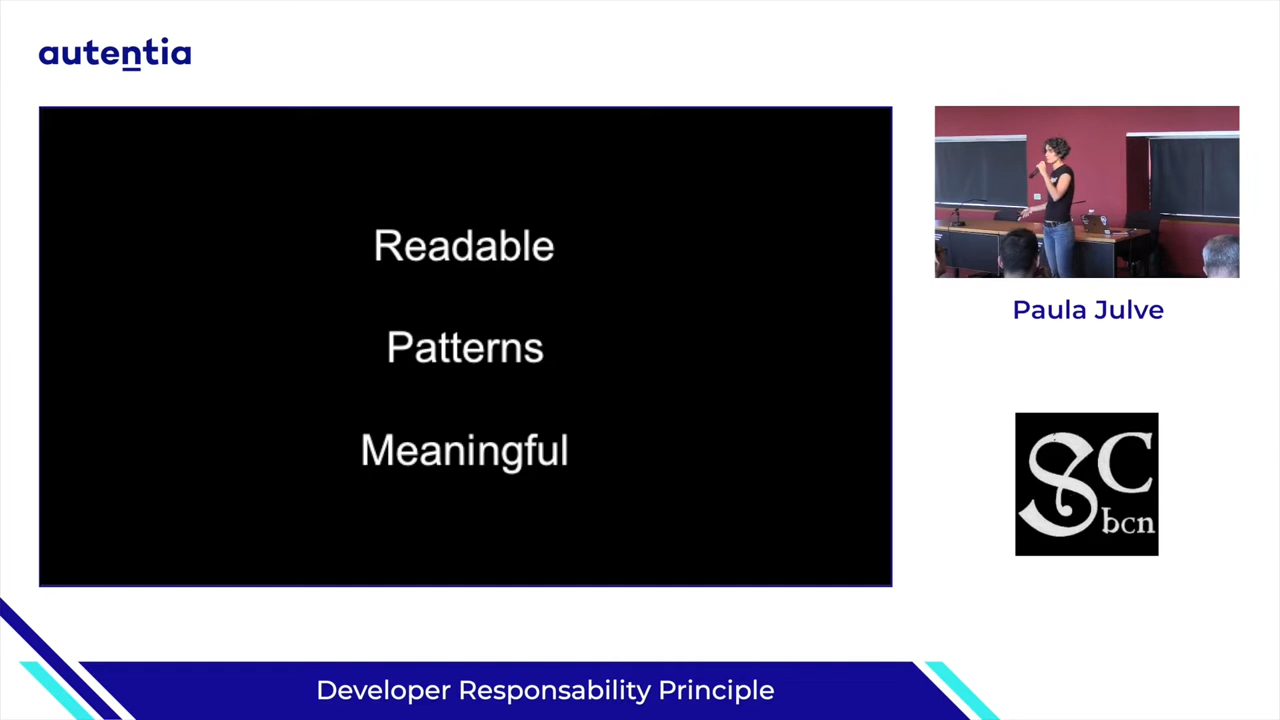 autentia
Readable
Patterns
Meaningful
Paula Julve
SC
bcn
Developer Responsability Principle